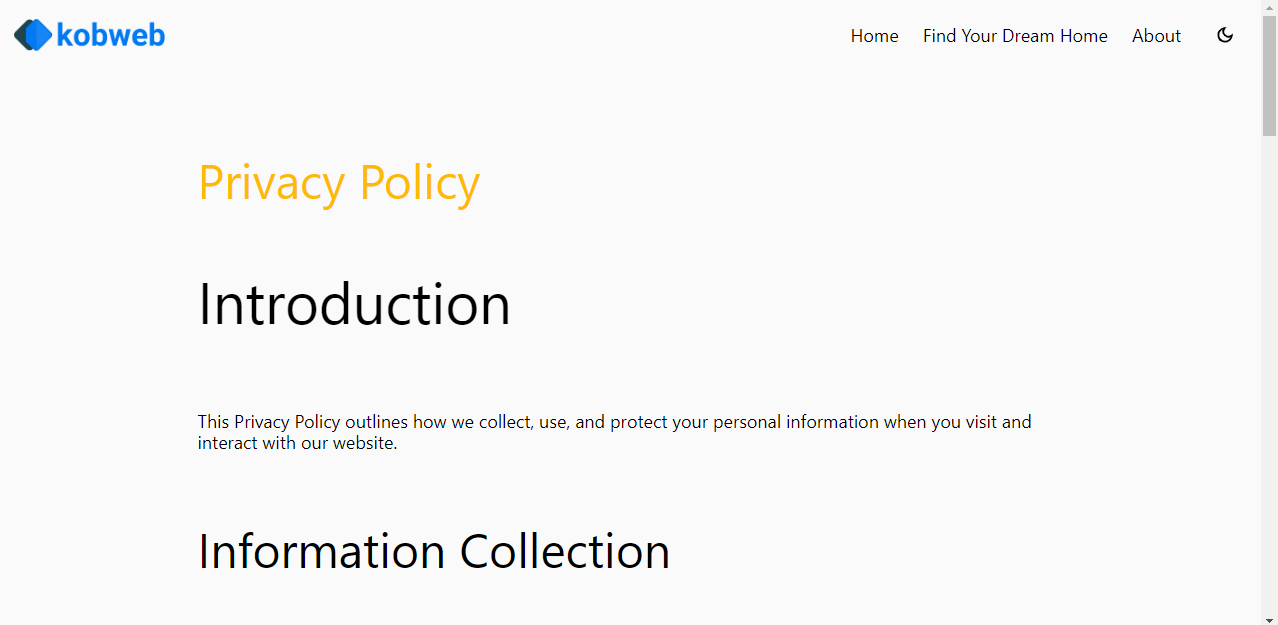 kobweb
Home Find Your Dream Home About
Privacy Policy
Introduction
This Privacy Policy outlines how we collect, use, and protect your personal information when you visit and
interact with our website.
Information Collection